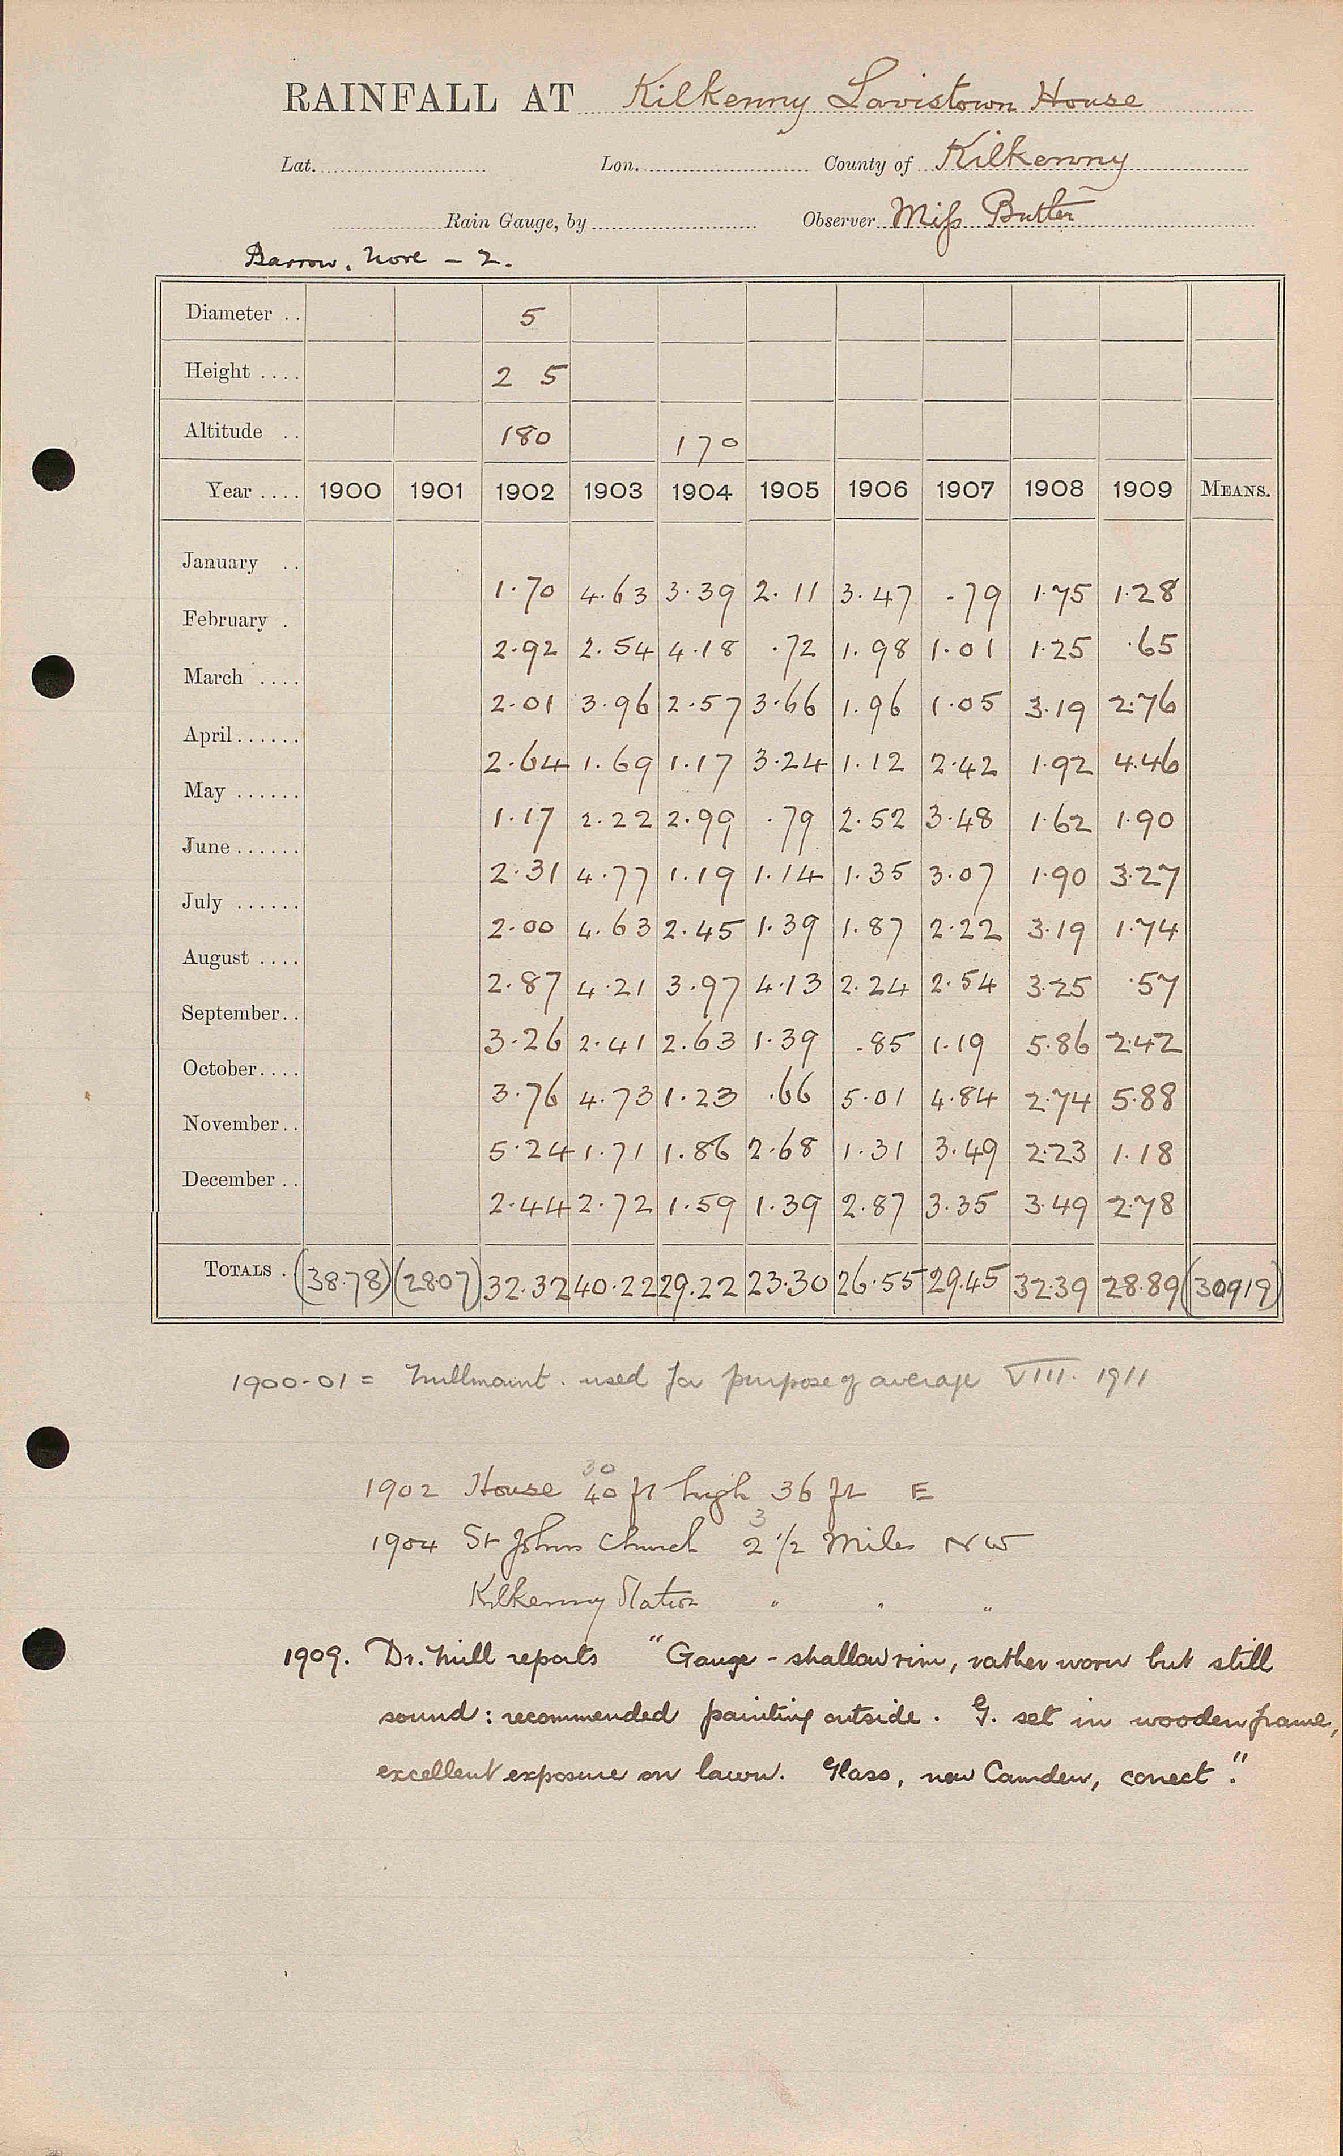 RAINFALL AT Kilkenny Lavistown House
Lat. Lon. County of Kilkenny
Rain Gauge, by Observer Miss Butler
Barrow, Nore - 2.
Diameter .. 5
Height .... 2 5
Altitude .. 180 170
Year .... 1900 1901 1902 1903 1904 1905 1906 1907 1908 1909 MEANS.
January .. 1.70 4.63 3.39 2.11 3.47 .79 1.75 1.28
February . 2.92 2.54 4.18 .72 1.98 1.01 1.25 .65
March .... 2.01 3.96 2.57 3.66 1.96 1.05 3.19 2.76
April...... 2.64 1.69 1.17 3.24 1.12 2.42 1.92 4.46
May ...... 1.17 2.22 2.99 .79 2.52 3.48 1.62 1.90
June ...... 2.31 4.77 1.19 1.14 1.35 3.07 1.90 3.27
July ...... 2.00 4.63 2.45 1.39 1.87 2.22 3.19 1.74
August .... 2.87 4.21 3.97 4.13 2.24 2.54 3.25 .57
September.. 3.26 2.41 2.63 1.39 .85 1.19 5.86 2.42
October.... 3.76 4.73 1.23 .66 5.01 4.84 2.74 5.88
November.. 5.24 1.71 1.86 2.68 1.31 3.49 2.23 1.18
December .. 2.44 2.72 1.59 1.39 2.87 3.35 3.49 2.78
TOTALS . (38.78) (28.07) 32.32 40.22 29.22 23.30 26.55 29.45 32.39 28.89 (30919)
1900-01 = used for purpose of average VIII. 1911
30
1902 House 40 ft high 36 ft E
3
1904 St Johns Church 2 1/2 Miles NW
Kilkenny Station " " "
1909. Dr. Mill reports "Gauge - shallow rim, rather worn but still
sound: recommended painting outside. G. set in wooden frame,
excellent exposure on lawn. Glass, new Camden, correct."